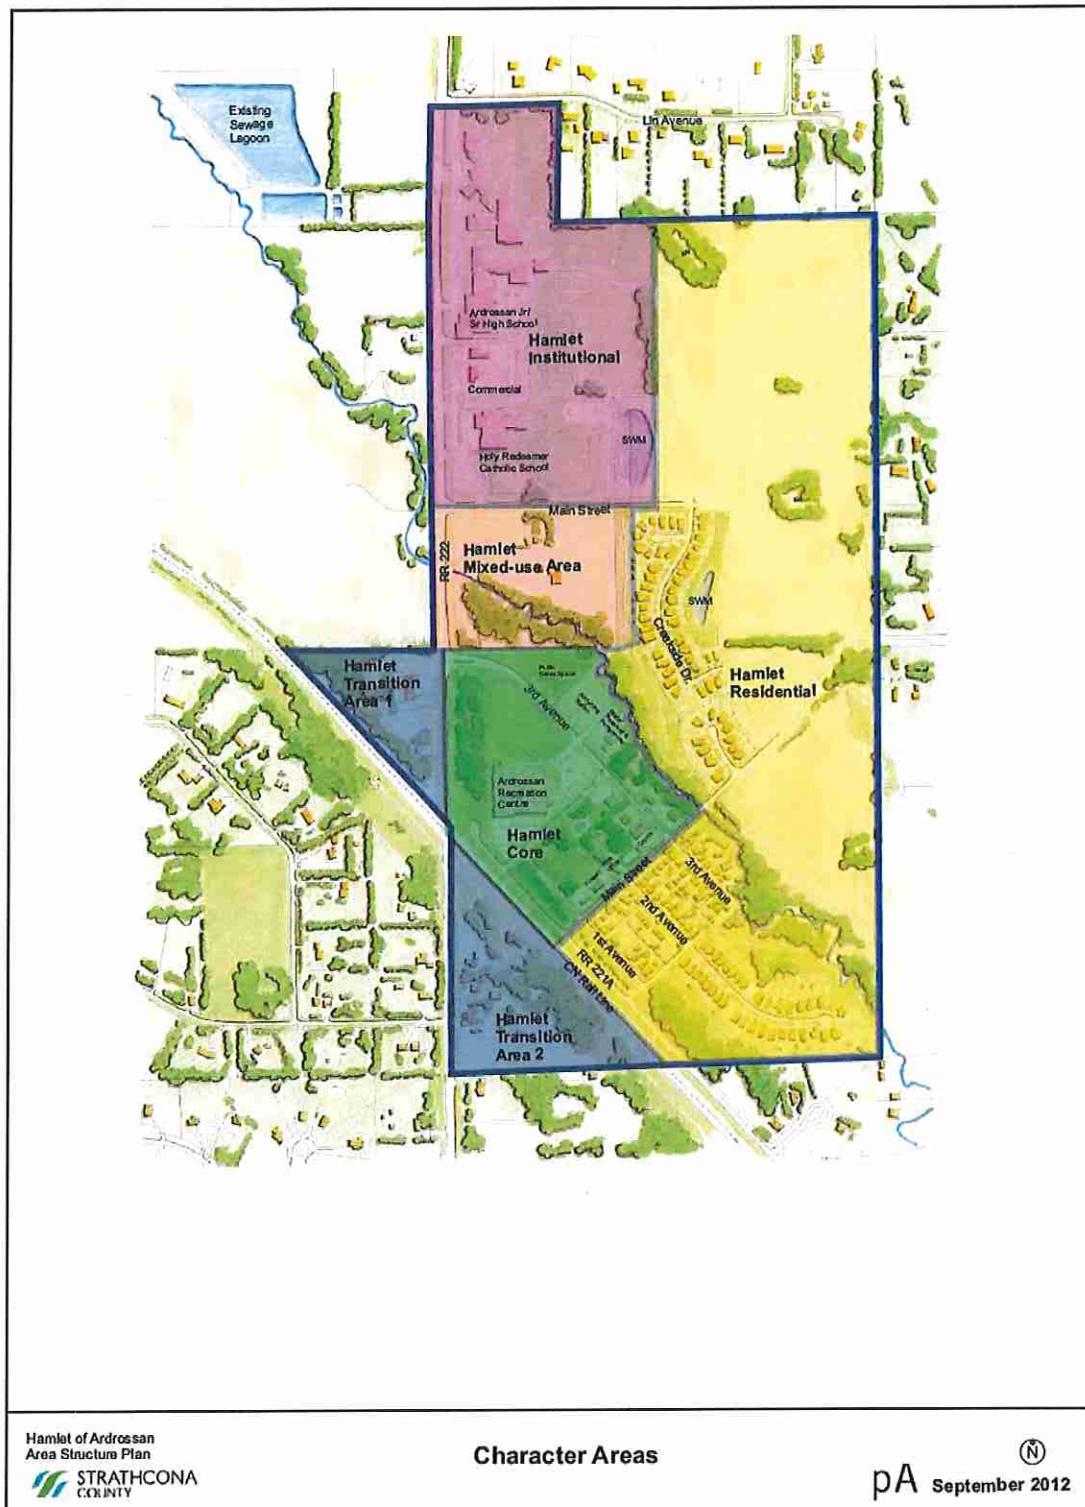 Existing
Sewage
Lagoon
Lin Avenue
Ardrossan Jr/
Sr High School
Hamlet
Institutional
Commercial
SWM
Holy Redeemer
Catholic School
Main Street
RR 222
Hamlet
Mixed-use Area
SWM
Creekside Dr.
Hamlet
Transition
Area 1
3rd Avenue
Hamlet
Residential
Ardrossan
Recreation
Centre
Hamlet
Core
Main Street
3rd Avenue
2nd Avenue
1st Avenue
RR 221A
CN Rail Line
Hamlet
Transition
Area 2
Hamlet of Ardrossan
Area Structure Plan
STRATHCONA
COUNTY
Character Areas
N
pA September 2012